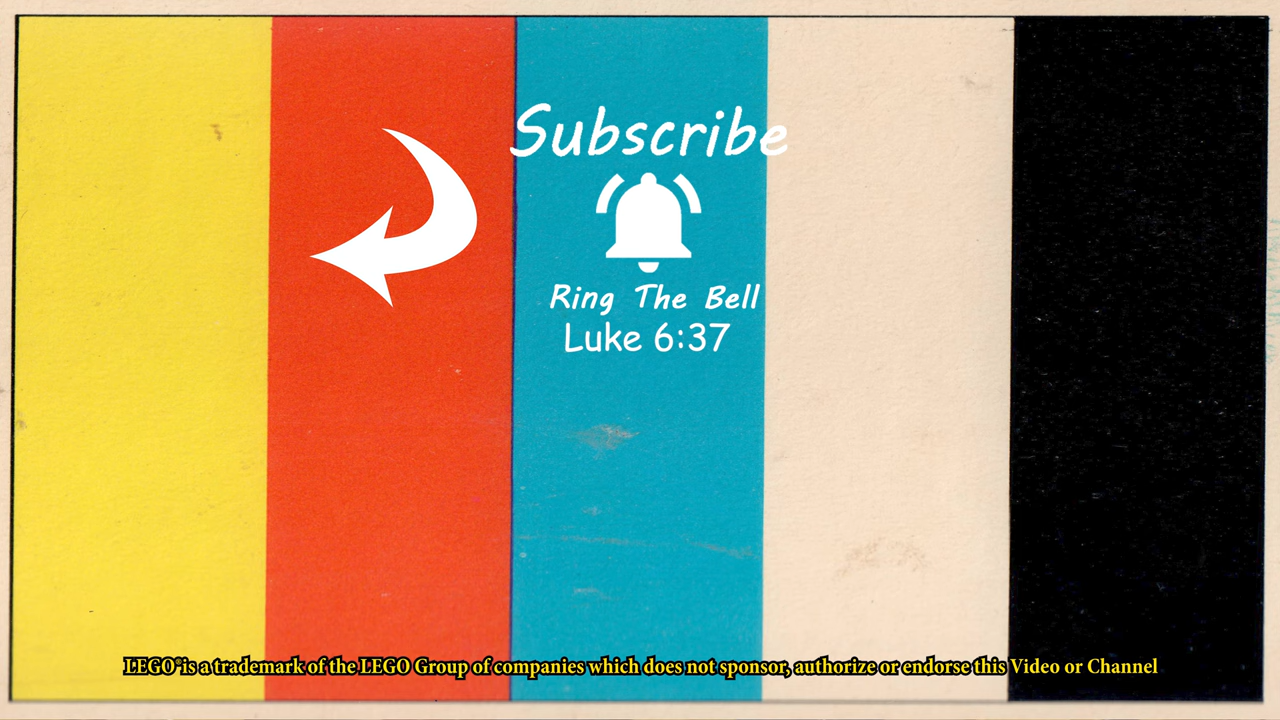 Subscribe
Ring The Bell
Luke 6:37
LEGO® is a trademark of the LEGO Group of companies which does not sponsor, authorize or endorse this Video or Channel